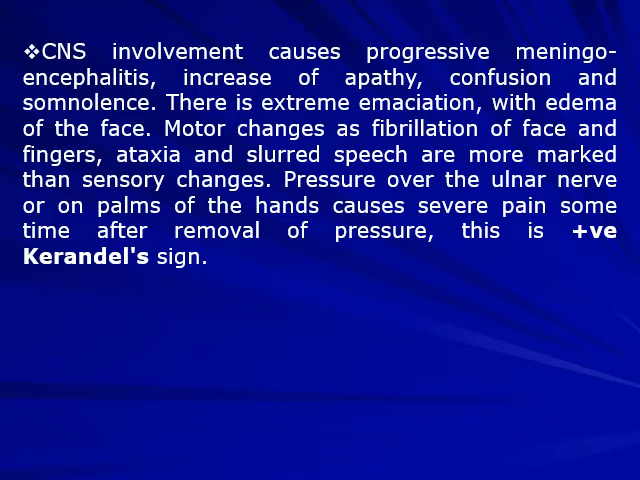 ❖CNS involvement causes progressive meningo-
encephalitis, increase of apathy, confusion and
somnolence. There is extreme emaciation, with edema
of the face. Motor changes as fibrillation of face and
fingers, ataxia and slurred speech are more marked
than sensory changes. Pressure over the ulnar nerve
or on palms of the hands causes severe pain some
time after removal of pressure, this is +ve
Kerandel's sign.